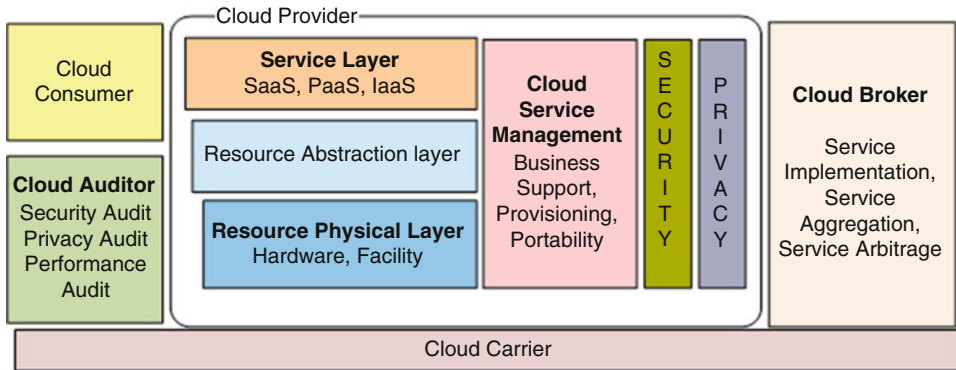 Cloud Provider
Cloud
Consumer
Cloud Auditor
Security Audit
Privacy Audit
Performance
Audit
Service Layer
SaaS, PaaS, IaaS
Resource Abstraction layer
Resource Physical Layer
Hardware, Facility
Cloud
Service
Management
Business
Support,
Provisioning,
Portability
SECURITY
PRIVACY
Cloud Broker
Service
Implementation,
Service
Aggregation,
Service Arbitrage
Cloud Carrier